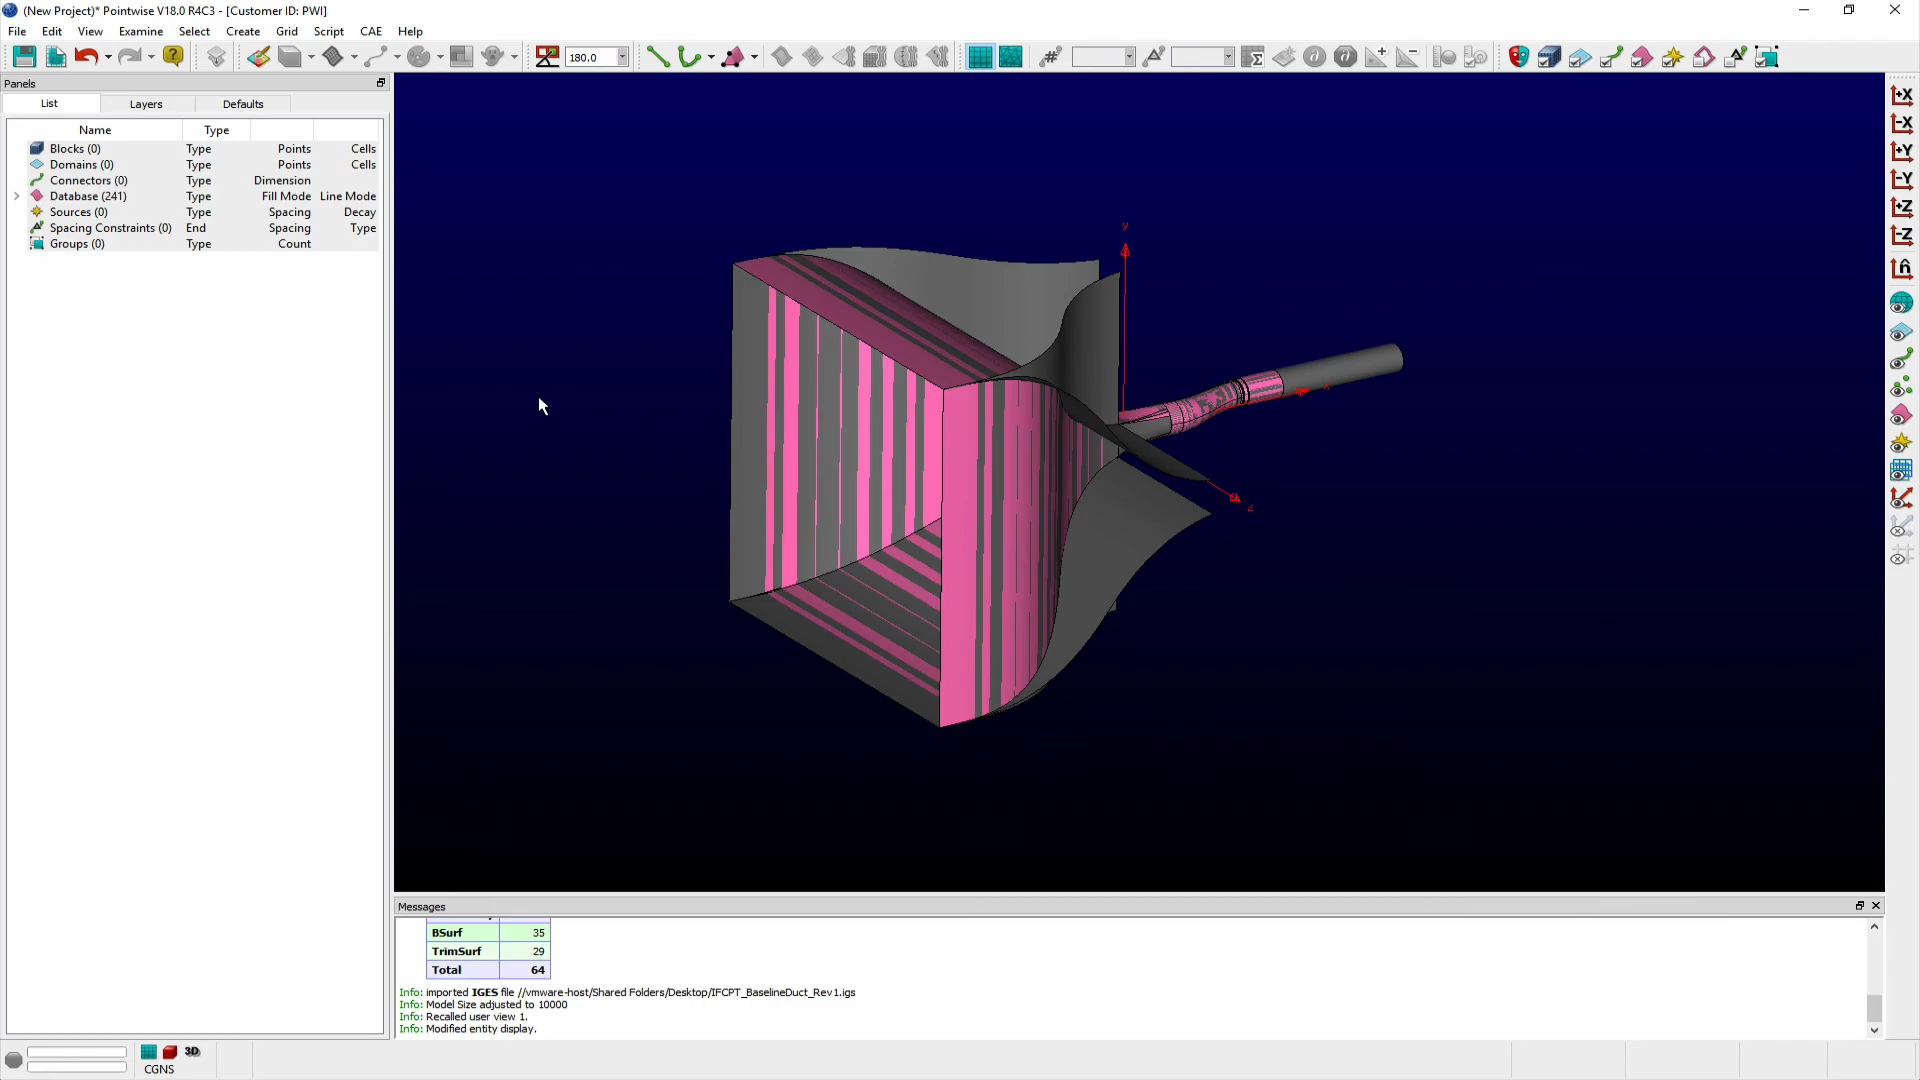 (New Project)* Pointwise V18.0 R4C3 - [Customer ID: PWI]
File Edit View Examine Select Create Grid Script CAE Help
180.0
Panels
List Layers Defaults
Name Type
Blocks (0) Type Points Cells
Domains (0) Type Points Cells
Connectors (0) Type Dimension
Database (241) Type Fill Mode Line Mode
Sources (0) Type Spacing Decay
Spacing Constraints (0) End Spacing Type
Groups (0) Type Count
+X
-X
+Y
-Y
+Z
-Z
n̂
y
x
z
Messages
BSurf 35
TrimSurf 29
Total 64
Info: imported IGES file //vmware-host/Shared Folders/Desktop/IFCPT_BaselineDuct_Rev1.igs
Info: Model Size adjusted to 10000
Info: Recalled user view 1.
Info: Modified entity display.
3D
CGNS